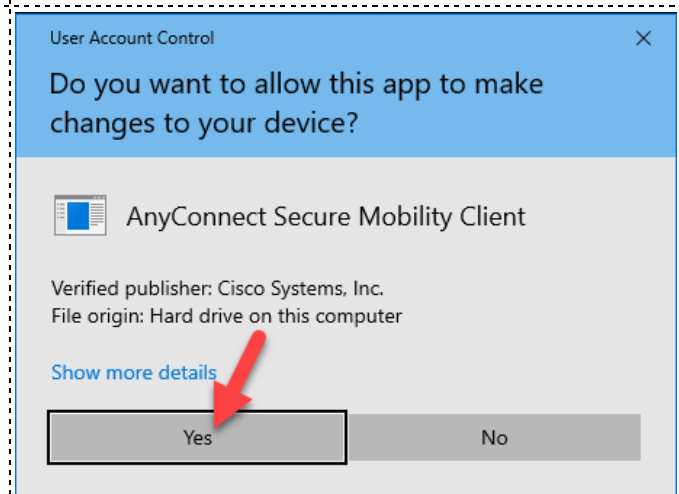 User Account Control
Do you want to allow this app to make
changes to your device?
AnyConnect Secure Mobility Client
Verified publisher: Cisco Systems, Inc.
File origin: Hard drive on this computer
Show more details
Yes
No